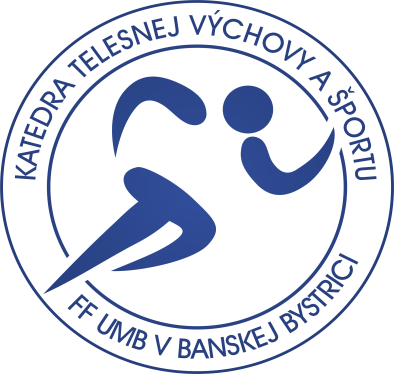 KATEDRA TELESNEJ VÝCHOVY A ŠPORTU
FF UMB V BANSKEJ BYSTRICI